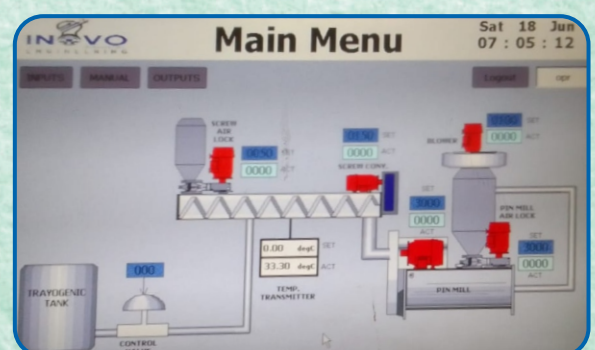 INOVO
ENGINEERING
Main Menu
Sat 18 Jun
07 : 05 : 12
INPUTS
MANUAL
OUTPUTS
Logout
opr
SCREW
AIR
LOCK
0050 SET
0000 ACT
0150 SET
0000 ACT
SCREW CONV.
BLOWER
SET
0000 ACT
SET
3000
0000
ACT
PIN MILL
AIR LOCK
SET
3000
0000
ACT
0.00 degC SET
33.30 degC ACT
TEMP.
TRANSMITTER
000
TRAYOGENIC
TANK
CONTROL
PIN MILL